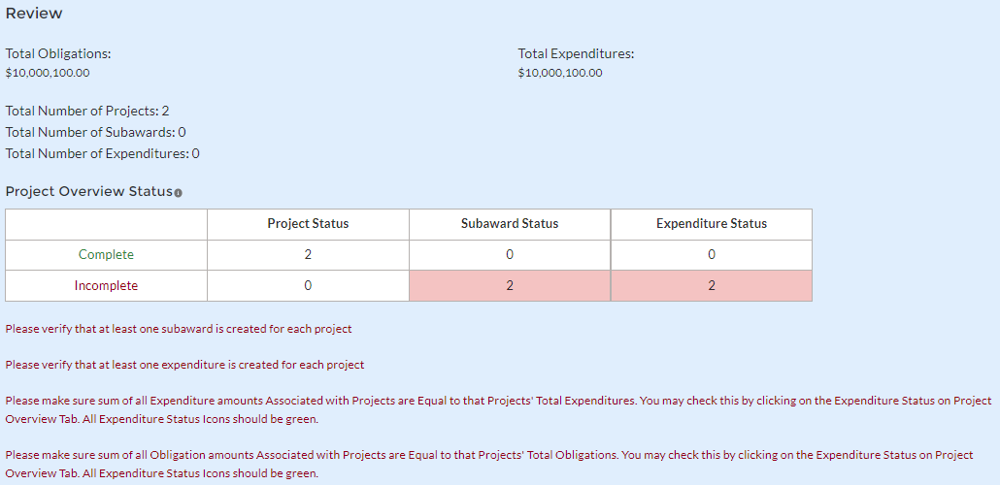 Review
Total Obligations:
$10,000,100.00
Total Expenditures:
$10,000,100.00
Total Number of Projects: 2
Total Number of Subawards: 0
Total Number of Expenditures: 0
Project Overview Status
Project Status Subaward Status Expenditure Status
Complete 2 0 0
Incomplete 0 2 2
Please verify that at least one subaward is created for each project
Please verify that at least one expenditure is created for each project
Please make sure sum of all Expenditure amounts Associated with Projects are Equal to that Projects' Total Expenditures. You may check this by clicking on the Expenditure Status on Project
Overview Tab. All Expenditure Status Icons should be green.
Please make sure sum of all Obligation amounts Associated with Projects are Equal to that Projects' Total Obligations. You may check this by clicking on the Expenditure Status on Project
Overview Tab. All Expenditure Status Icons should be green.